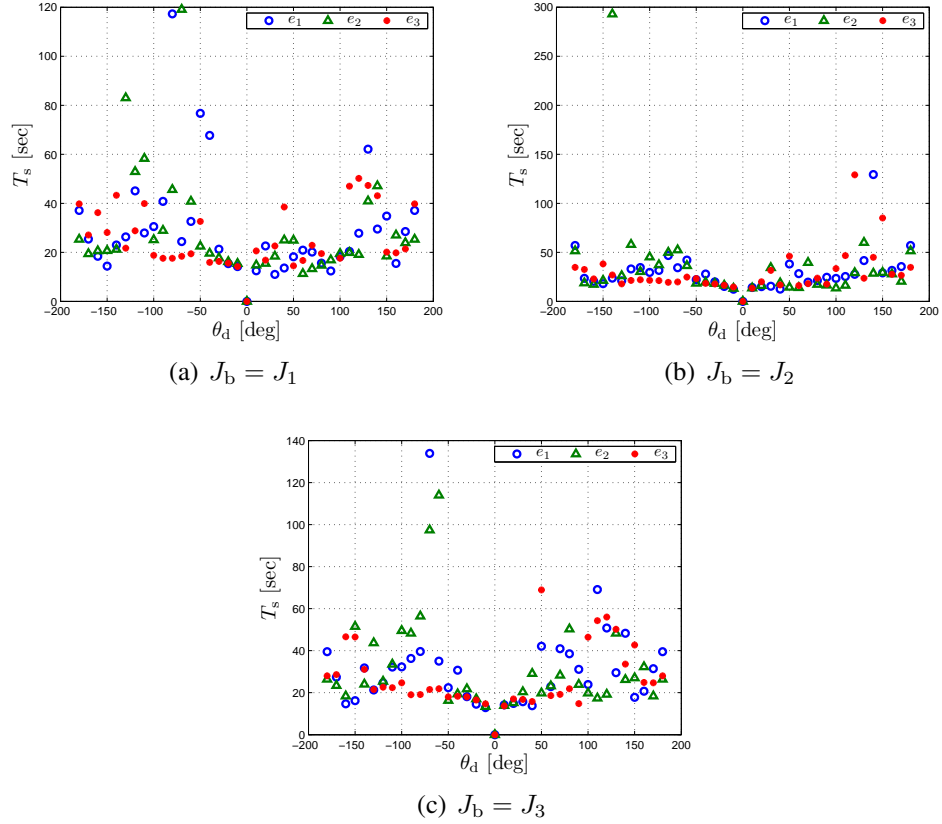 120
100
80
60
40
20
0
T_s [sec]
e_1 e_2 e_3
−200 −150 −100 −50 0 50 100 150 200
θ_d [deg]
(a) J_b = J_1
300
250
200
150
100
50
0
T_s [sec]
e_1 e_2 e_3
−200 −150 −100 −50 0 50 100 150 200
θ_d [deg]
(b) J_b = J_2
140
120
100
80
60
40
20
0
T_s [sec]
e_1 e_2 e_3
−200 −150 −100 −50 0 50 100 150 200
θ_d [deg]
(c) J_b = J_3